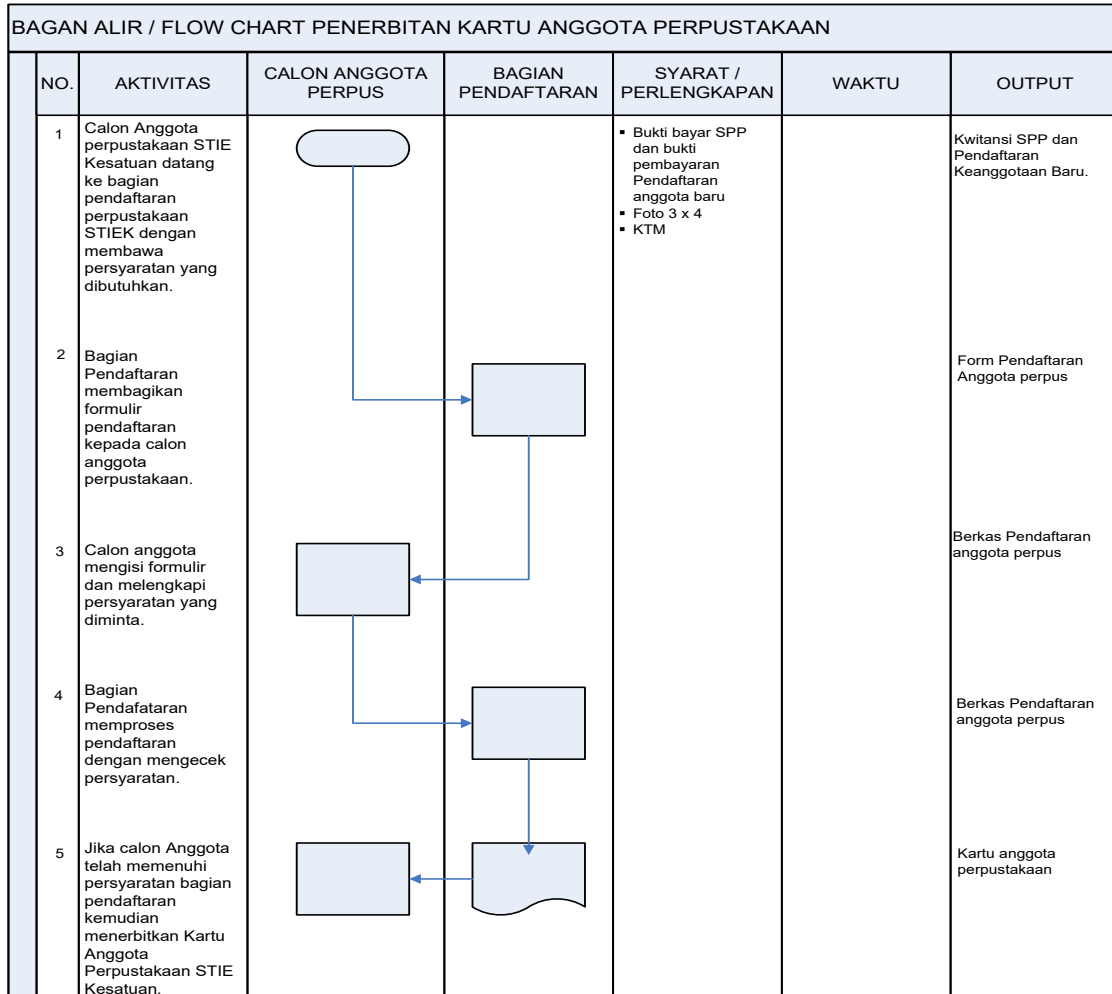 BAGAN ALIR / FLOW CHART PENERBITAN KARTU ANGGOTA PERPUSTAKAAN
NO.
AKTIVITAS
CALON ANGGOTA
PERPUS
BAGIAN
PENDAFTARAN
SYARAT /
PERLENGKAPAN
WAKTU
OUTPUT
1
Calon Anggota
perpustakaan STIE
Kesatuan datang
ke bagian
pendaftaran
perpustakaan
STIEK dengan
membawa
persyaratan yang
dibutuhkan.
▪ Bukti bayar SPP
dan bukti
pembayaran
Pendaftaran
anggota baru
▪ Foto 3 x 4
▪ KTM
Kwitansi SPP dan
Pendaftaran
Keanggotaan Baru.
2
Bagian
Pendaftaran
membagikan
formulir
pendaftaran
kepada calon
anggota
perpustakaan.
Form Pendaftaran
Anggota perpus
3
Calon anggota
mengisi formulir
dan melengkapi
persyaratan yang
diminta.
Berkas Pendaftaran
anggota perpus
4
Bagian
Pendafataran
memproses
pendaftaran
dengan mengecek
persyaratan.
Berkas Pendaftaran
anggota perpus
5
Jika calon Anggota
telah memenuhi
persyaratan bagian
pendaftaran
kemudian
menerbitkan Kartu
Anggota
Perpustakaan STIE
Kesatuan.
Kartu anggota
perpustakaan